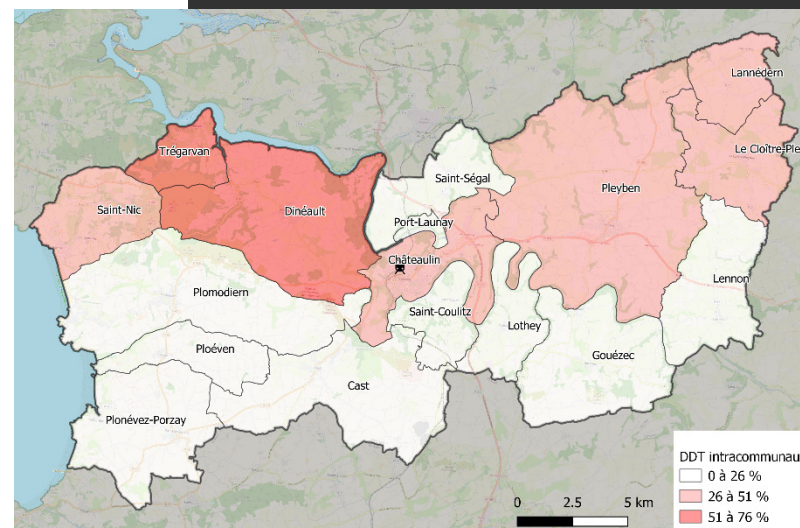 Lannédern
Le Cloître-Ple
Trégarvan
Saint-Ségal
Pleyben
Saint-Nic
Dinéault
Port-Launay
Châteaulin
Lennon
Plomodiern
Saint-Coulitz
Lothey
Ploéven
Gouézec
Cast
Plonévez-Porzay
DDT intracommunau
0 à 26 %
26 à 51 %
51 à 76 %
0 2.5 5 km